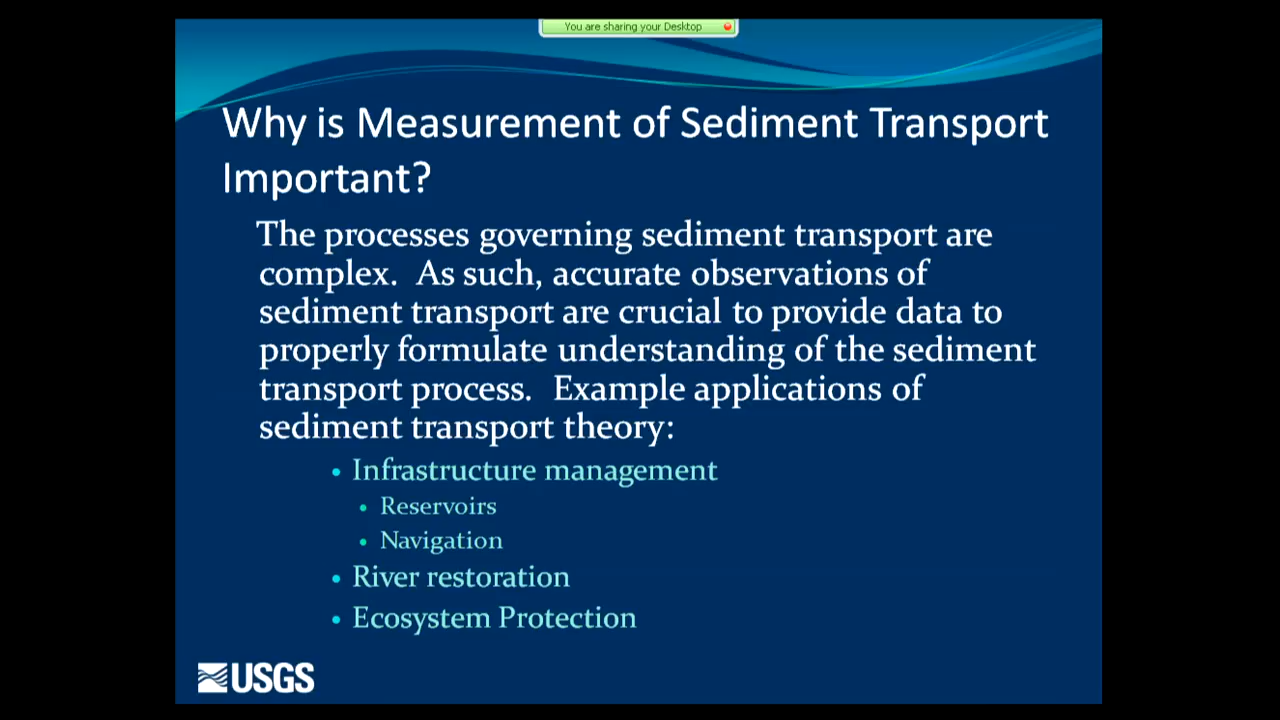 You are sharing your Desktop
Why is Measurement of Sediment Transport
Important?
The processes governing sediment transport are
complex.  As such, accurate observations of
sediment transport are crucial to provide data to
properly formulate understanding of the sediment
transport process.  Example applications of
sediment transport theory:
• Infrastructure management
• Reservoirs
• Navigation
• River restoration
• Ecosystem Protection
USGS